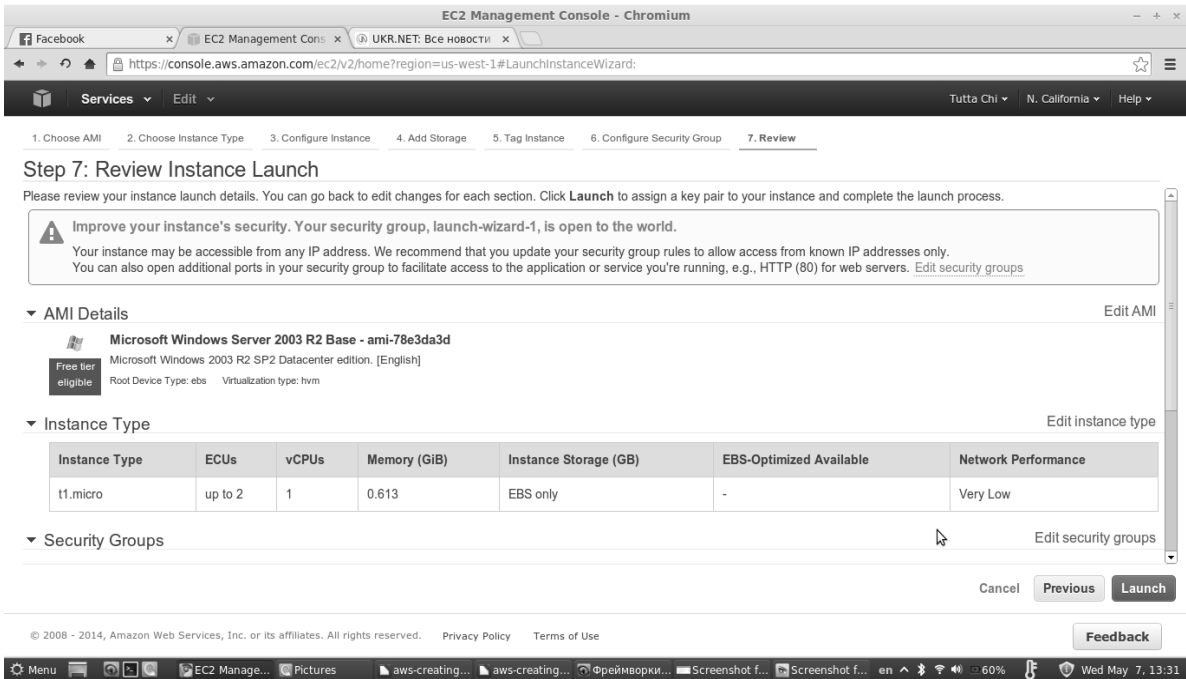 EC2 Management Console - Chromium
Facebook
EC2 Management Cons
UKR.NET: Все новости
https://console.aws.amazon.com/ec2/v2/home?region=us-west-1#LaunchInstanceWizard:
Services Edit Tutta Chi N. California Help
1. Choose AMI 2. Choose Instance Type 3. Configure Instance 4. Add Storage 5. Tag Instance 6. Configure Security Group 7. Review
Step 7: Review Instance Launch
Please review your instance launch details. You can go back to edit changes for each section. Click Launch to assign a key pair to your instance and complete the launch process.
Improve your instance's security. Your security group, launch-wizard-1, is open to the world.
Your instance may be accessible from any IP address. We recommend that you update your security group rules to allow access from known IP addresses only.
You can also open additional ports in your security group to facilitate access to the application or service you're running, e.g., HTTP (80) for web servers. Edit security groups
AMI Details Edit AMI
Microsoft Windows Server 2003 R2 Base - ami-78e3da3d
Microsoft Windows 2003 R2 SP2 Datacenter edition. [English]
Free tier eligible
Root Device Type: ebs Virtualization type: hvm
Instance Type Edit instance type
Instance Type ECUs vCPUs Memory (GiB) Instance Storage (GB) EBS-Optimized Available Network Performance
t1.micro up to 2 1 0.613 EBS only - Very Low
Security Groups Edit security groups
Cancel Previous Launch
© 2008 - 2014, Amazon Web Services, Inc. or its affiliates. All rights reserved. Privacy Policy Terms of Use Feedback
Menu EC2 Manage... Pictures aws-creating... aws-creating... Фреймворки... Screenshot f... Screenshot f... en 60% Wed May 7, 13:31